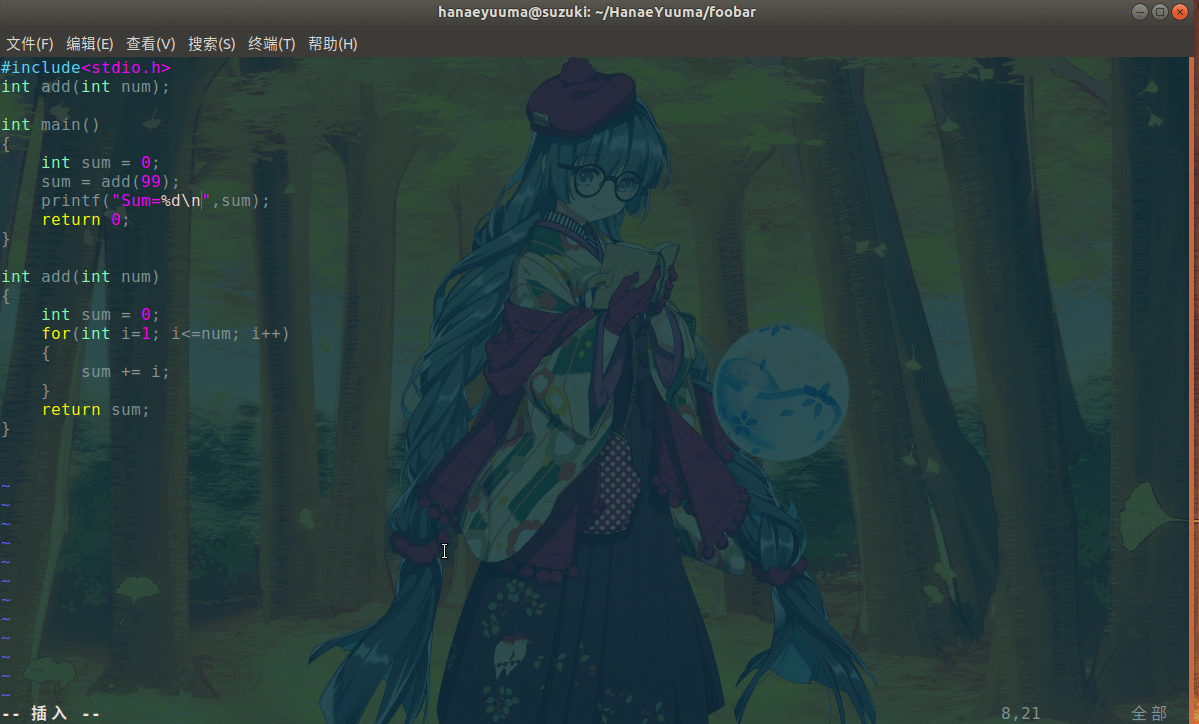 hanaeyuuma@suzuki: ~/HanaeYuuma/foobar
文件(F) 编辑(E) 查看(V) 搜索(S) 终端(T) 帮助(H)
#include<stdio.h>
int add(int num);

int main()
{
    int sum = 0;
    sum = add(99);
    printf("Sum=%d\n",sum);
    return 0;
}

int add(int num)
{
    int sum = 0;
    for(int i=1; i<=num; i++)
    {
        sum += i;
    }
    return sum;
}
~
~
~
~
~
~
~
~
~
~
~
~
-- 插入 -- 8,21 全部